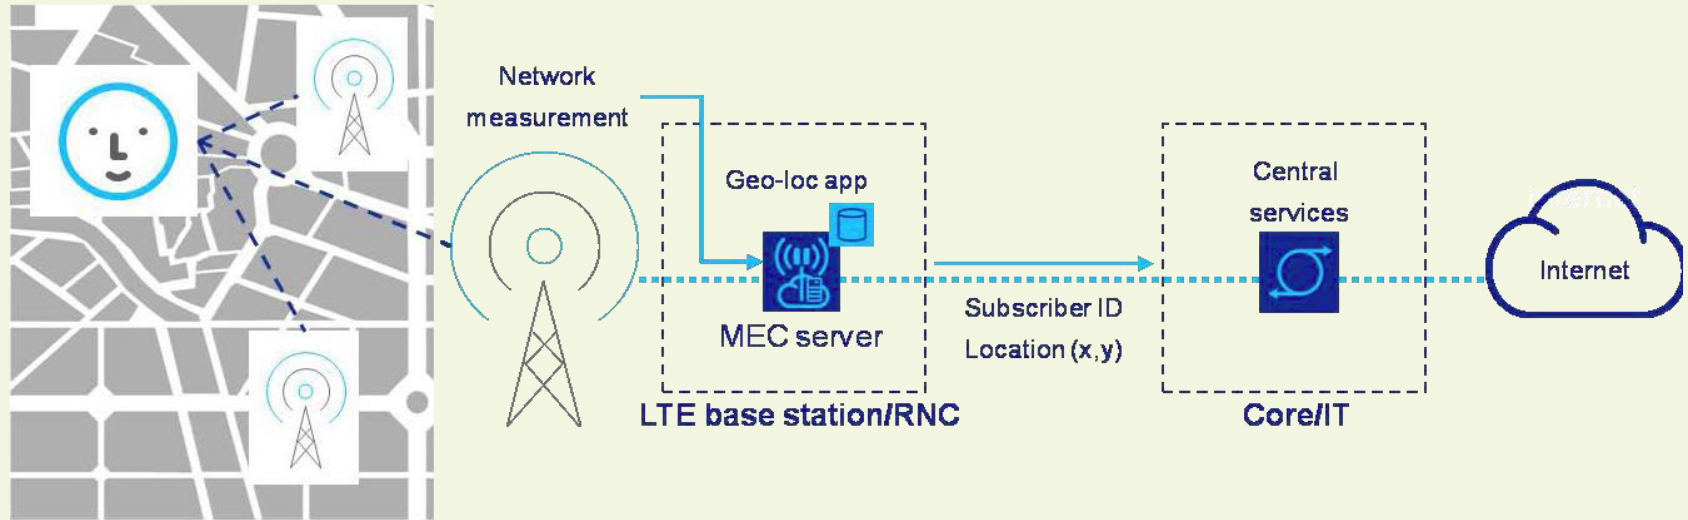 Network
measurement
Geo-loc app
MEC server
LTE base station/RNC
Subscriber ID
Location (x,y)
Central
services
Core/IT
Internet
Internet